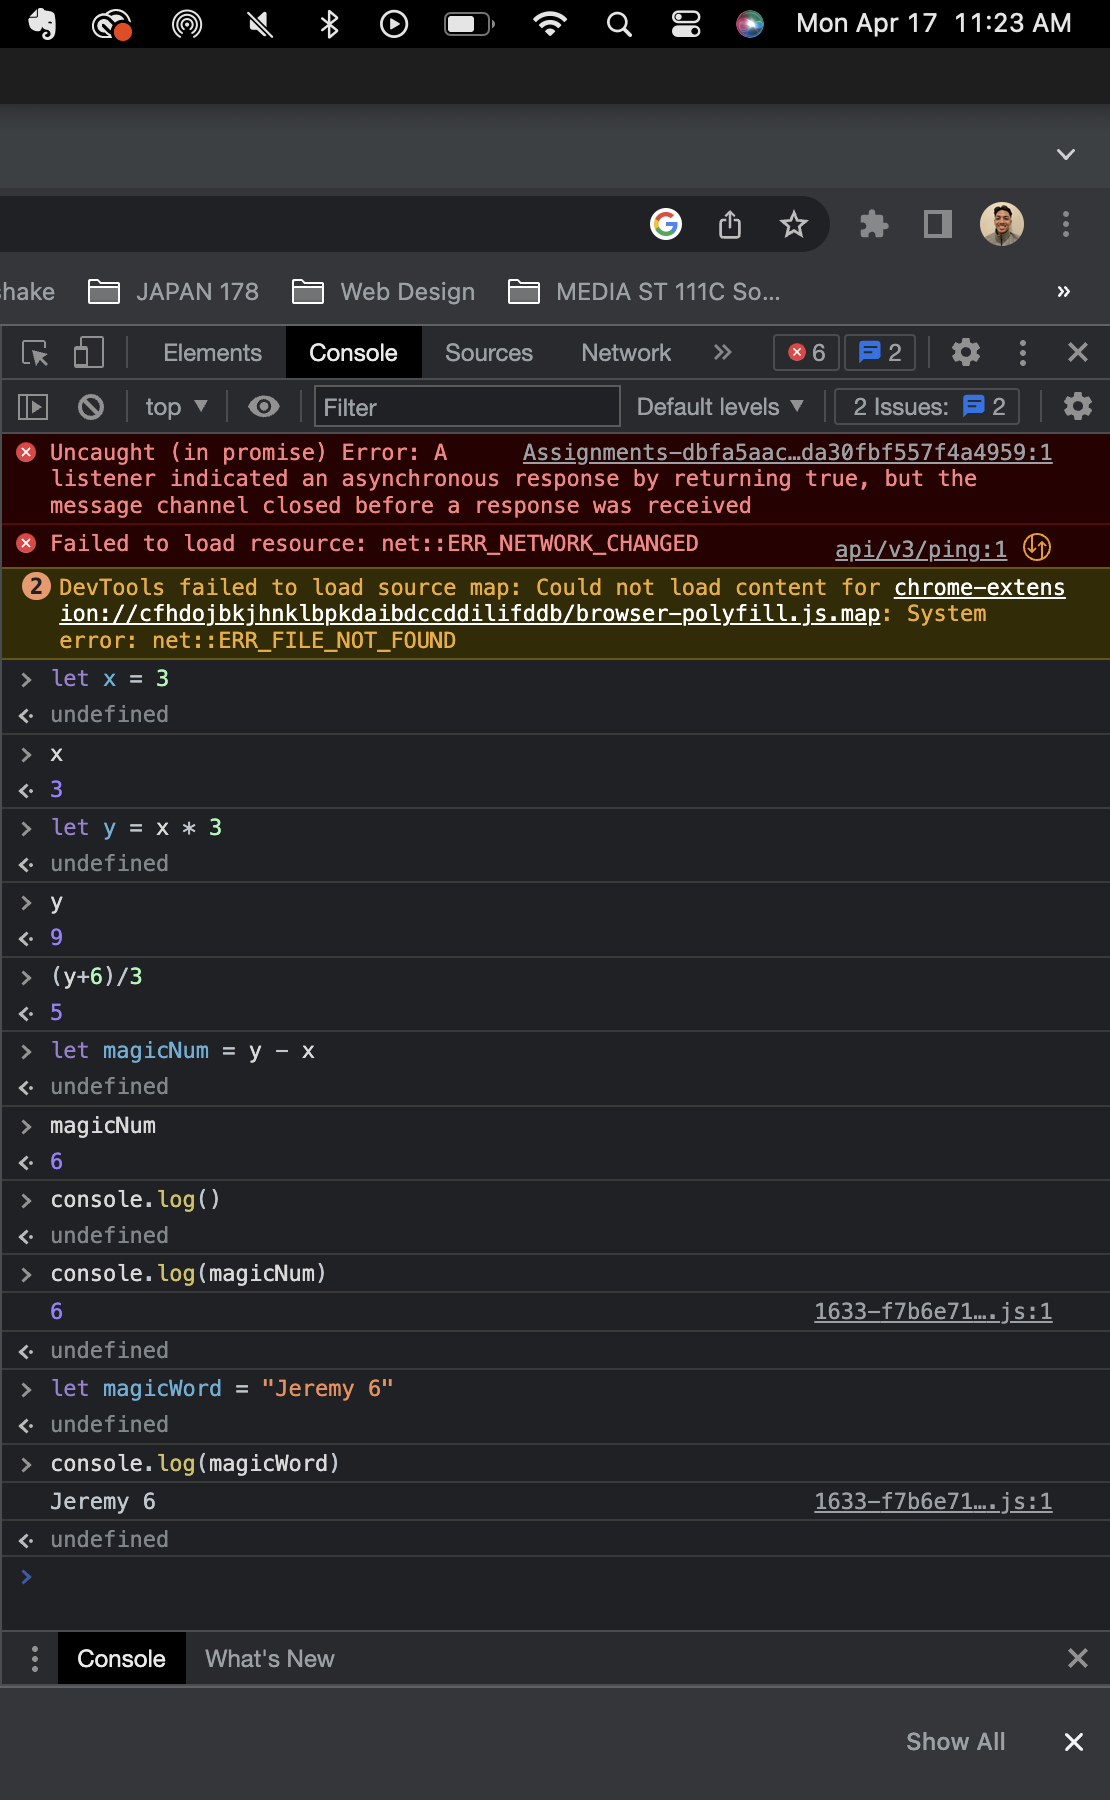 Mon Apr 17 11:23 AM
shake JAPAN 178 Web Design MEDIA ST 111C So... »
Elements Console Sources Network » 6 2
top ▼ Filter Default levels ▼ 2 Issues: 2
Uncaught (in promise) Error: A Assignments-dbfa5aac…da30fbf557f4a4959:1
listener indicated an asynchronous response by returning true, but the
message channel closed before a response was received
Failed to load resource: net::ERR_NETWORK_CHANGED api/v3/ping:1
2 DevTools failed to load source map: Could not load content for chrome-extens
ion://cfhdojbkjhnklbpkdaibdccddilifddb/browser-polyfill.js.map: System
error: net::ERR_FILE_NOT_FOUND
> let x = 3
undefined
> x
3
> let y = x * 3
undefined
> y
9
> (y+6)/3
5
> let magicNum = y - x
undefined
> magicNum
6
> console.log()
undefined
> console.log(magicNum)
6 1633-f7b6e71….js:1
undefined
> let magicWord = "Jeremy 6"
undefined
> console.log(magicWord)
Jeremy 6 1633-f7b6e71….js:1
undefined
>
Console What's New
Show All